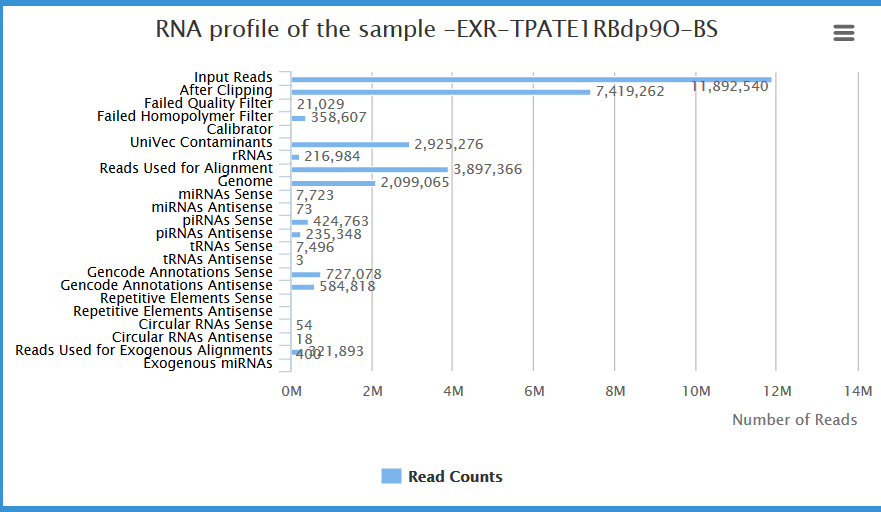 RNA profile of the sample -EXR-TPATE1RBdp9O-BS
Input Reads 11,892,540
After Clipping 7,419,262
Failed Quality Filter 21,029
Failed Homopolymer Filter 358,607
Calibrator
UniVec Contaminants 2,925,276
rRNAs 216,984
Reads Used for Alignment 3,897,366
Genome 2,099,065
miRNAs Sense 7,723
miRNAs Antisense 73
piRNAs Sense 424,763
piRNAs Antisense 235,348
tRNAs Sense 7,496
tRNAs Antisense 3
Gencode Annotations Sense 727,078
Gencode Annotations Antisense 584,818
Repetitive Elements Sense
Repetitive Elements Antisense
Circular RNAs Sense 54
Circular RNAs Antisense 18
Reads Used for Exogenous Alignments 321,893
Exogenous miRNAs 400
0M 2M 4M 6M 8M 10M 12M 14M
Number of Reads
Read Counts